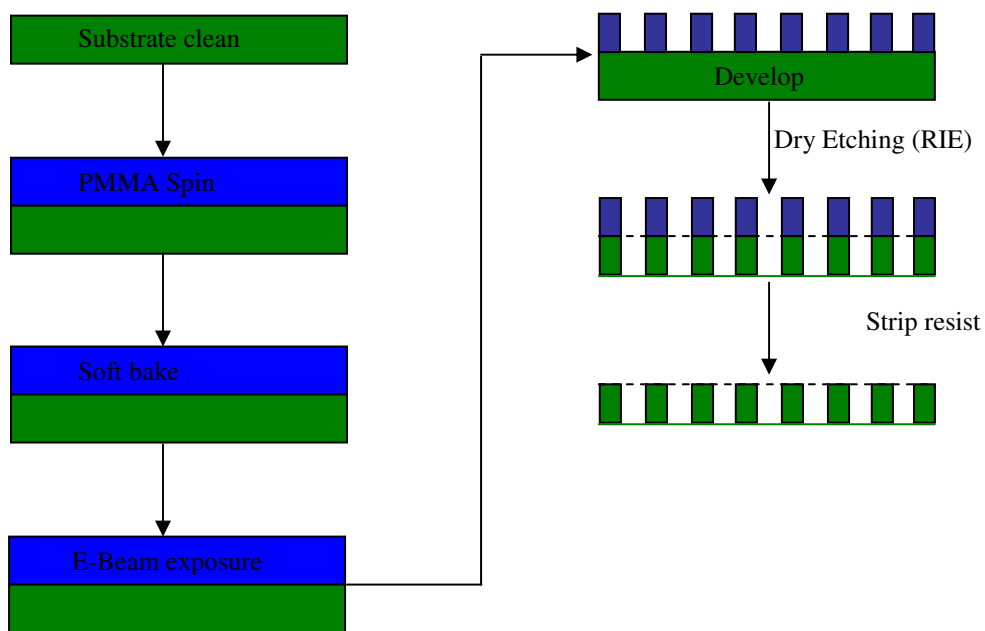 Substrate clean
PMMA Spin
Soft bake
E-Beam exposure
Develop
Dry Etching (RIE)
Strip resist